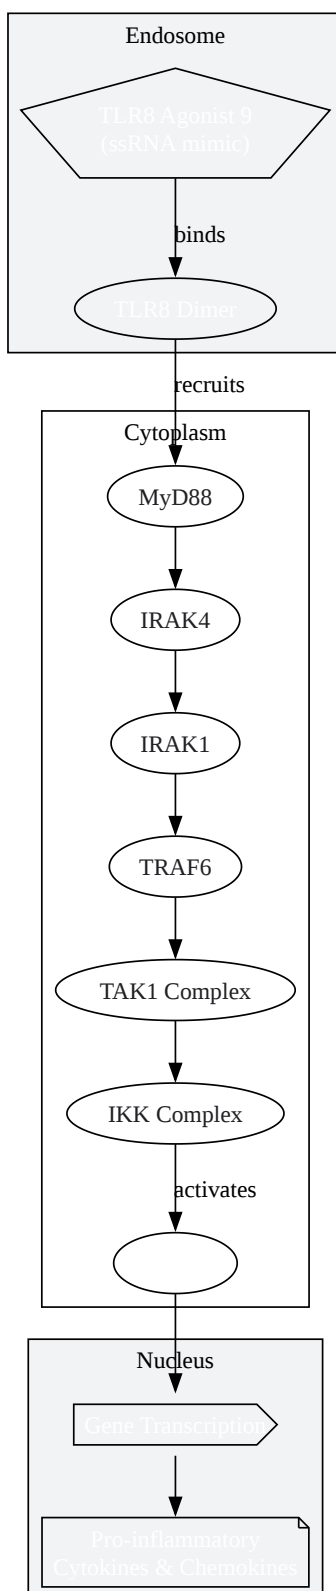 Endosome
TLR8 Agonist 9
(ssRNA mimic)
binds
TLR8 Dimer
recruits
Cytoplasm
MyD88
IRAK4
IRAK1
TRAF6
TAK1 Complex
IKK Complex
activates
Nucleus
Gene Transcription
Pro-inflammatory
Cytokines & Chemokines